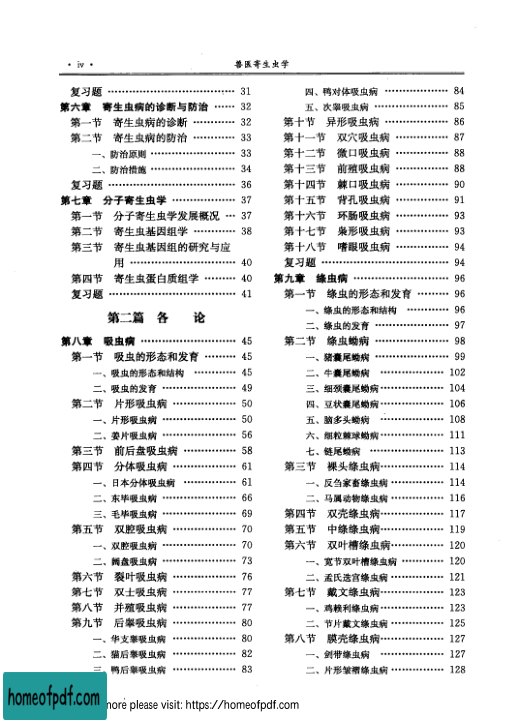 · iv ·
兽医寄生虫学
复习题 …… 31
第六章 寄生虫病的诊断与防治 …… 32
第一节 寄生虫病的诊断 …… 32
第二节 寄生虫病的防治 …… 33
一、防治原则 …… 33
二、防治措施 …… 34
复习题 …… 36
第七章 分子寄生虫学 …… 37
第一节 分子寄生虫学发展概况 … 37
第二节 寄生虫基因组学 …… 38
第三节 寄生虫基因组的研究与应
用 …… 40
第四节 寄生虫蛋白质组学 …… 40
复习题 …… 41
第二篇 各 论
第八章 吸虫病 …… 45
第一节 吸虫的形态和发育 …… 45
一、吸虫的形态和结构 …… 45
二、吸虫的发育 …… 49
第二节 片形吸虫病 …… 50
一、片形吸虫病 …… 50
二、姜片吸虫病 …… 56
第三节 前后盘吸虫病 …… 58
第四节 分体吸虫病 …… 61
一、日本分体吸虫病 …… 61
二、东毕吸虫病 …… 66
三、毛毕吸虫病 …… 69
第五节 双腔吸虫病 …… 70
一、双腔吸虫病 …… 70
二、阔盘吸虫病 …… 73
第六节 裂叶吸虫病 …… 76
第七节 双士吸虫病 …… 77
第八节 并殖吸虫病 …… 77
第九节 后睾吸虫病 …… 80
一、华支睾吸虫病 …… 80
二、猫后睾吸虫病 …… 82
三、鸭后睾吸虫病 …… 83
四、鸭对体吸虫病 …… 84
五、次睾吸虫病 …… 85
第十节 异形吸虫病 …… 86
第十一节 双穴吸虫病 …… 87
第十二节 微口吸虫病 …… 88
第十三节 前殖吸虫病 …… 88
第十四节 棘口吸虫病 …… 90
第十五节 背孔吸虫病 …… 91
第十六节 环肠吸虫病 …… 93
第十七节 枭形吸虫病 …… 93
第十八节 嗜眼吸虫病 …… 94
复习题 …… 94
第九章 绦虫病 …… 96
第一节 绦虫的形态和发育 …… 96
一、绦虫的形态和结构 …… 96
二、绦虫的发育 …… 97
第二节 绦虫蚴病 …… 98
一、猪囊尾蚴病 …… 99
二、牛囊尾蚴病 …… 102
三、细颈囊尾蚴病 …… 104
四、豆状囊尾蚴病 …… 106
五、脑多头蚴病 …… 108
六、细粒棘球蚴病 …… 111
七、链尾蚴病 …… 113
第三节 裸头绦虫病 …… 114
一、反刍家畜绦虫病 …… 114
二、马属动物绦虫病 …… 116
第四节 双壳绦虫病 …… 117
第五节 中绦绦虫病 …… 119
第六节 双叶槽绦虫病 …… 120
一、宽节双叶槽绦虫病 …… 120
二、孟氏迭宫绦虫病 …… 121
第七节 戴文绦虫病 …… 123
一、鸡赖利绦虫病 …… 123
二、节片戴文绦虫病 …… 125
第八节 膜壳绦虫病 …… 127
一、剑带绦虫病 …… 127
二、片形皱褶绦虫病 …… 128
homeofpdf.com
more please visit: https://homeofpdf.com